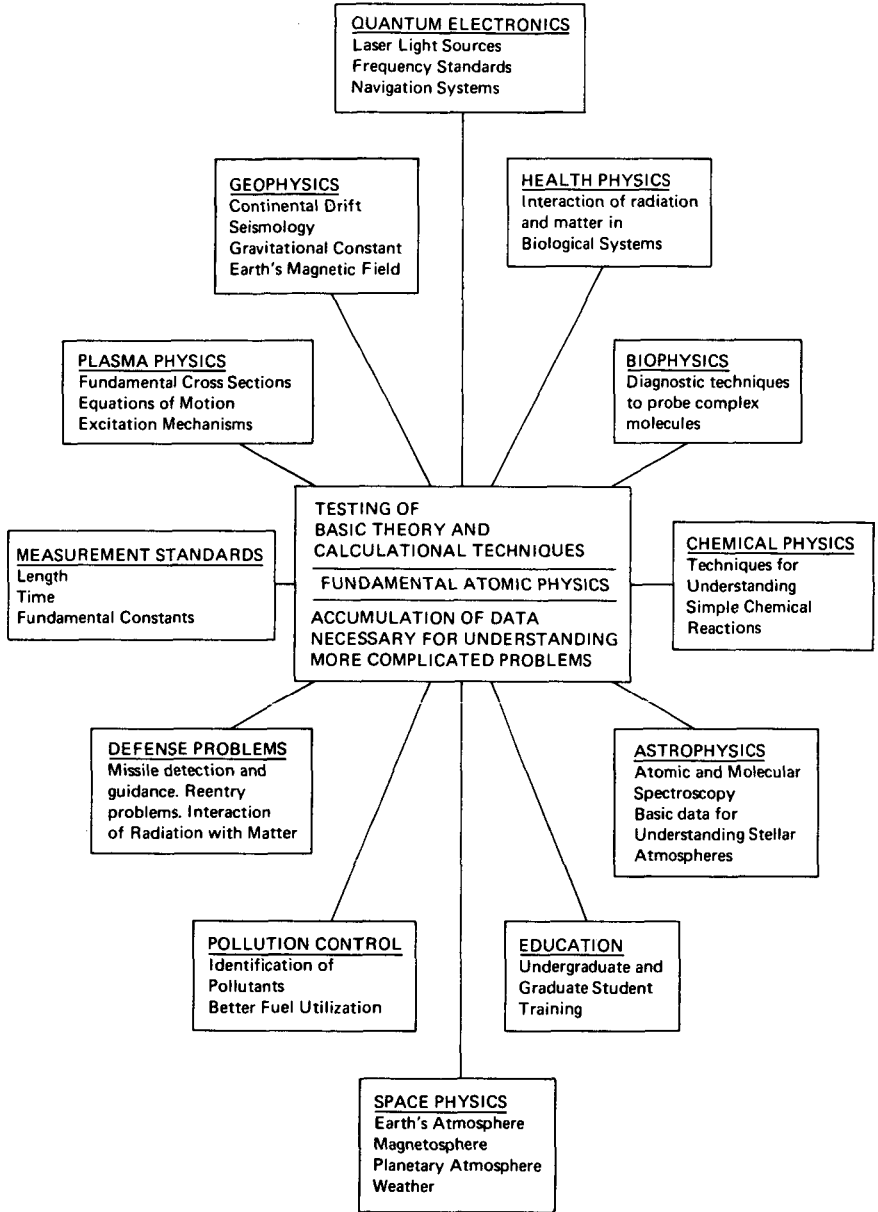 QUANTUM ELECTRONICS
Laser Light Sources
Frequency Standards
Navigation Systems
GEOPHYSICS
Continental Drift
Seismology
Gravitational Constant
Earth's Magnetic Field
HEALTH PHYSICS
Interaction of radiation
and matter in
Biological Systems
PLASMA PHYSICS
Fundamental Cross Sections
Equations of Motion
Excitation Mechanisms
BIOPHYSICS
Diagnostic techniques
to probe complex
molecules
TESTING OF
BASIC THEORY AND
CALCULATIONAL TECHNIQUES
FUNDAMENTAL ATOMIC PHYSICS
ACCUMULATION OF DATA
NECESSARY FOR UNDERSTANDING
MORE COMPLICATED PROBLEMS
MEASUREMENT STANDARDS
Length
Time
Fundamental Constants
CHEMICAL PHYSICS
Techniques for
Understanding
Simple Chemical
Reactions
DEFENSE PROBLEMS
Missile detection and
guidance. Reentry
problems. Interaction
of Radiation with Matter
ASTROPHYSICS
Atomic and Molecular
Spectroscopy
Basic data for
Understanding Stellar
Atmospheres
POLLUTION CONTROL
Identification of
Pollutants
Better Fuel Utilization
EDUCATION
Undergraduate and
Graduate Student
Training
SPACE PHYSICS
Earth's Atmosphere
Magnetosphere
Planetary Atmosphere
Weather